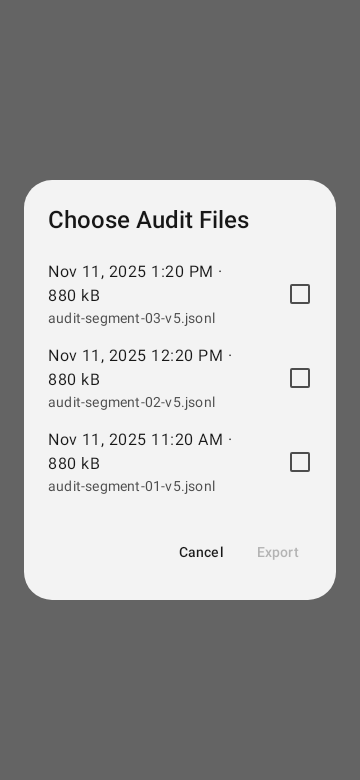 Choose Audit Files
Nov 11, 2025 1:20 PM ·
880 kB
audit-segment-03-v5.jsonl
Nov 11, 2025 12:20 PM ·
880 kB
audit-segment-02-v5.jsonl
Nov 11, 2025 11:20 AM ·
880 kB
audit-segment-01-v5.jsonl
Cancel Export